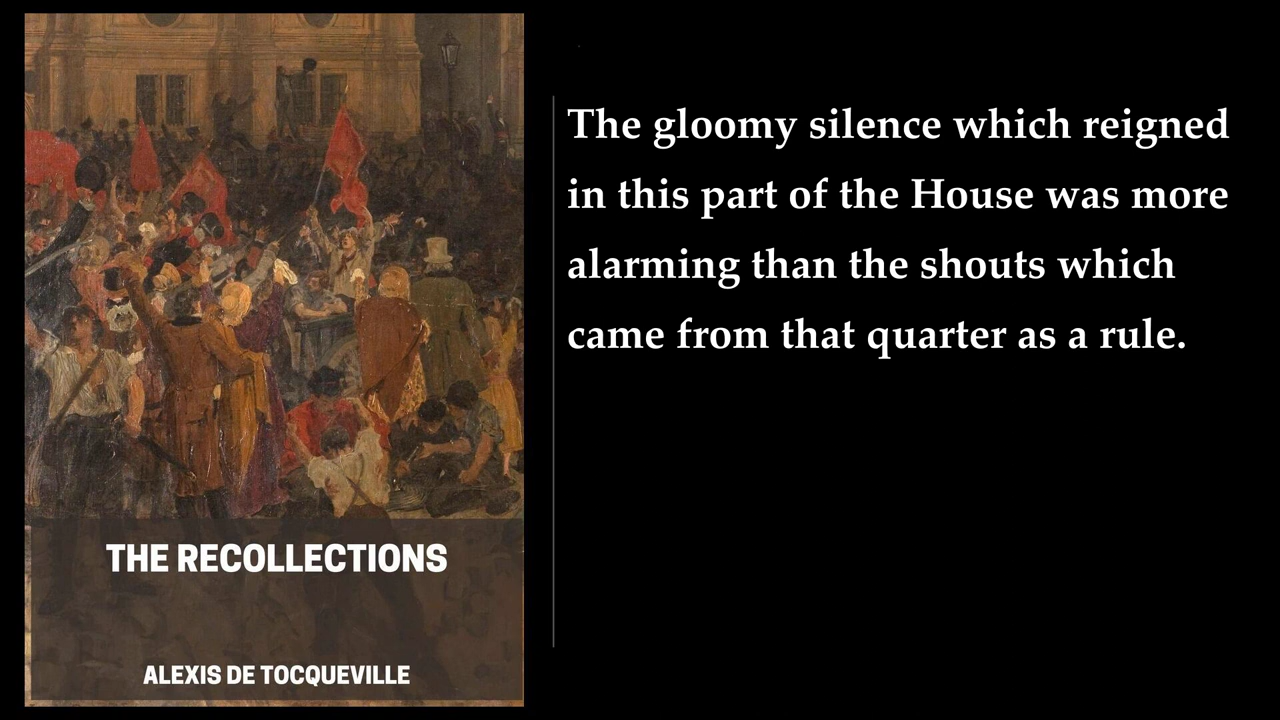 The gloomy silence which reigned
in this part of the House was more
alarming than the shouts which
came from that quarter as a rule.
THE RECOLLECTIONS
ALEXIS DE TOCQUEVILLE